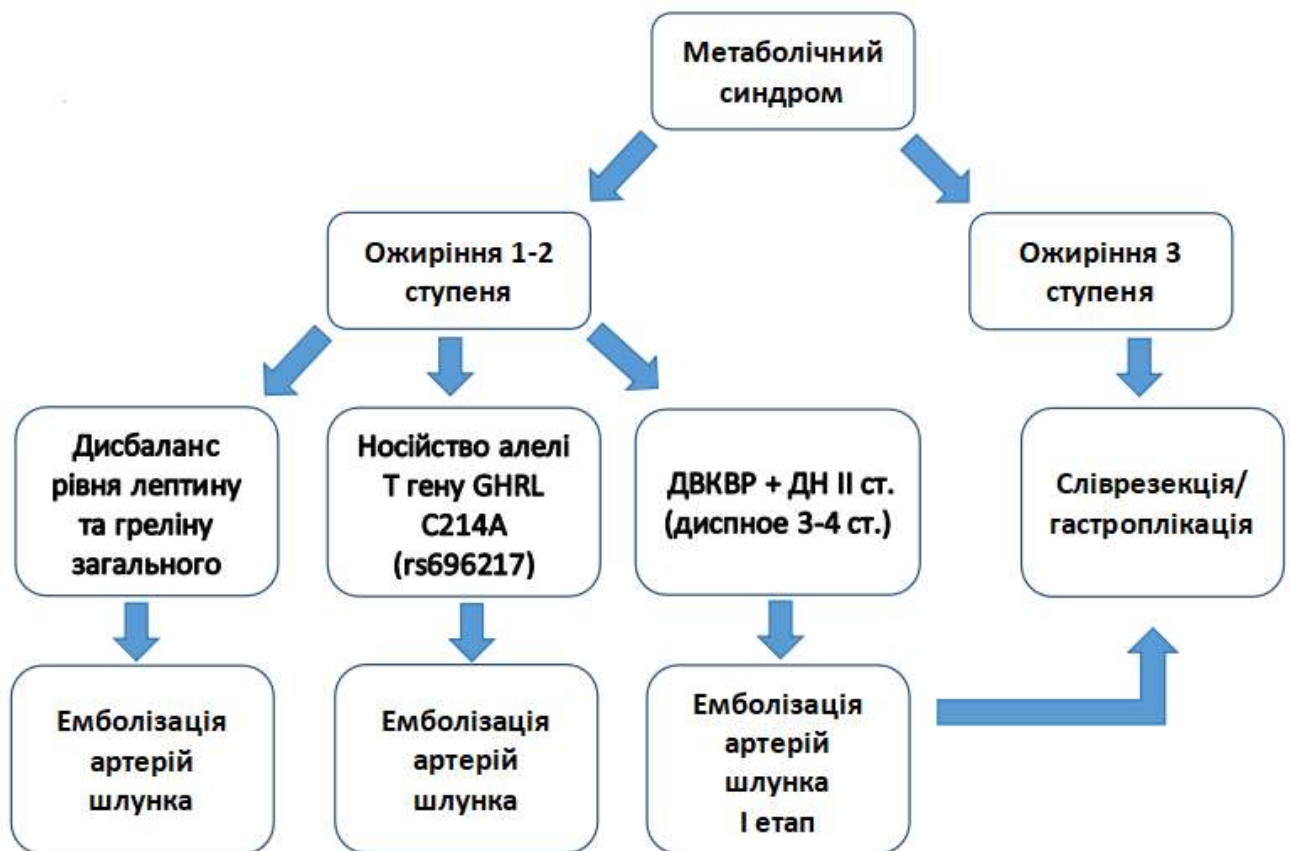 Метаболічний
синдром
Ожиріння 1-2
ступеня
Ожиріння 3
ступеня
Дисбаланс
рівня лептину
та греліну
загального
Носійство алелі
Т гену GHRL
C214A
(rs696217)
ДВКВР + ДН ІІ ст.
(диспное 3-4 ст.)
Сліврезекція/
гастроплікація
Емболізація
артерій
шлунка
Емболізація
артерій
шлунка
Емболізація
артерій
шлунка
І етап